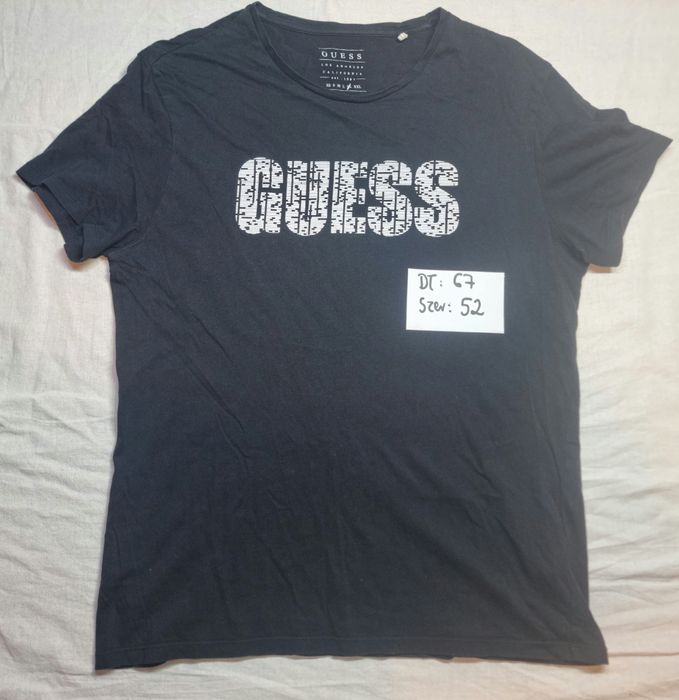 GUESS
LOS ANGELES
CALIFORNIA
EST. 1981
XS S M L XL XXL
GUESS
DŁ: 67
Szer: 52